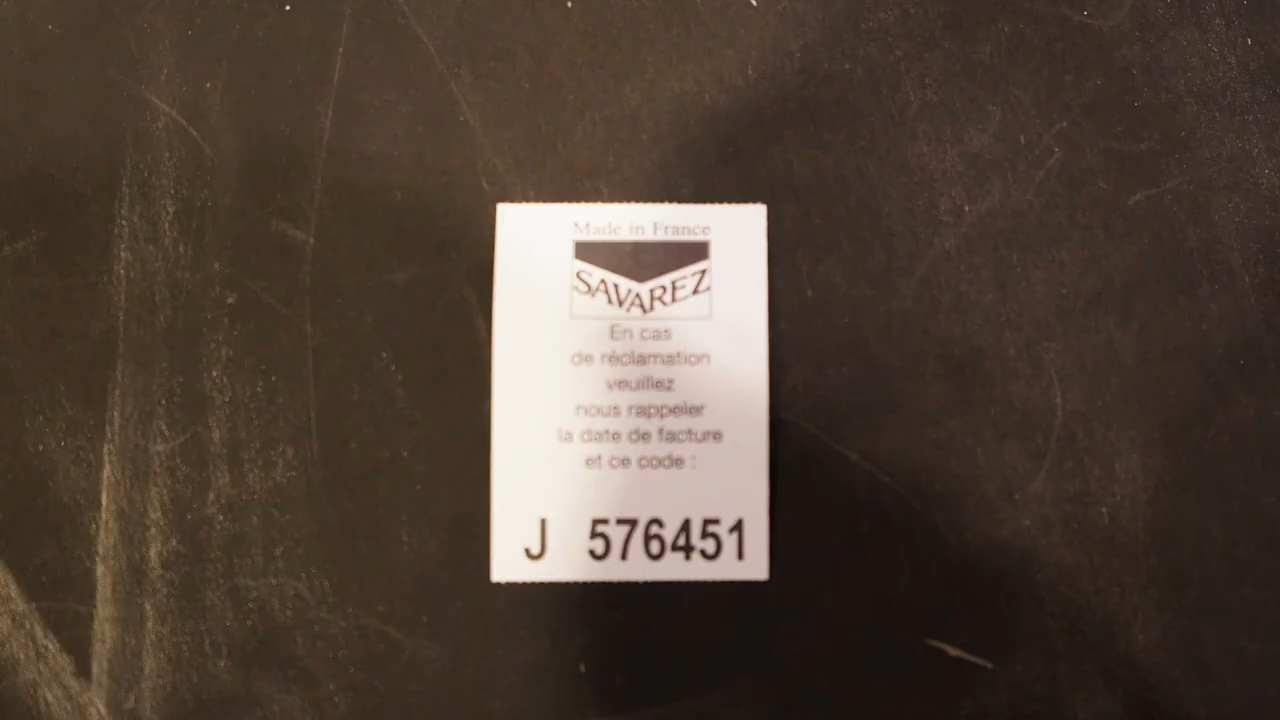 Made in France
SAVAREZ
En cas
de réclamation
veuillez
nous rappeler
la date de facture
et ce code :
J 576451